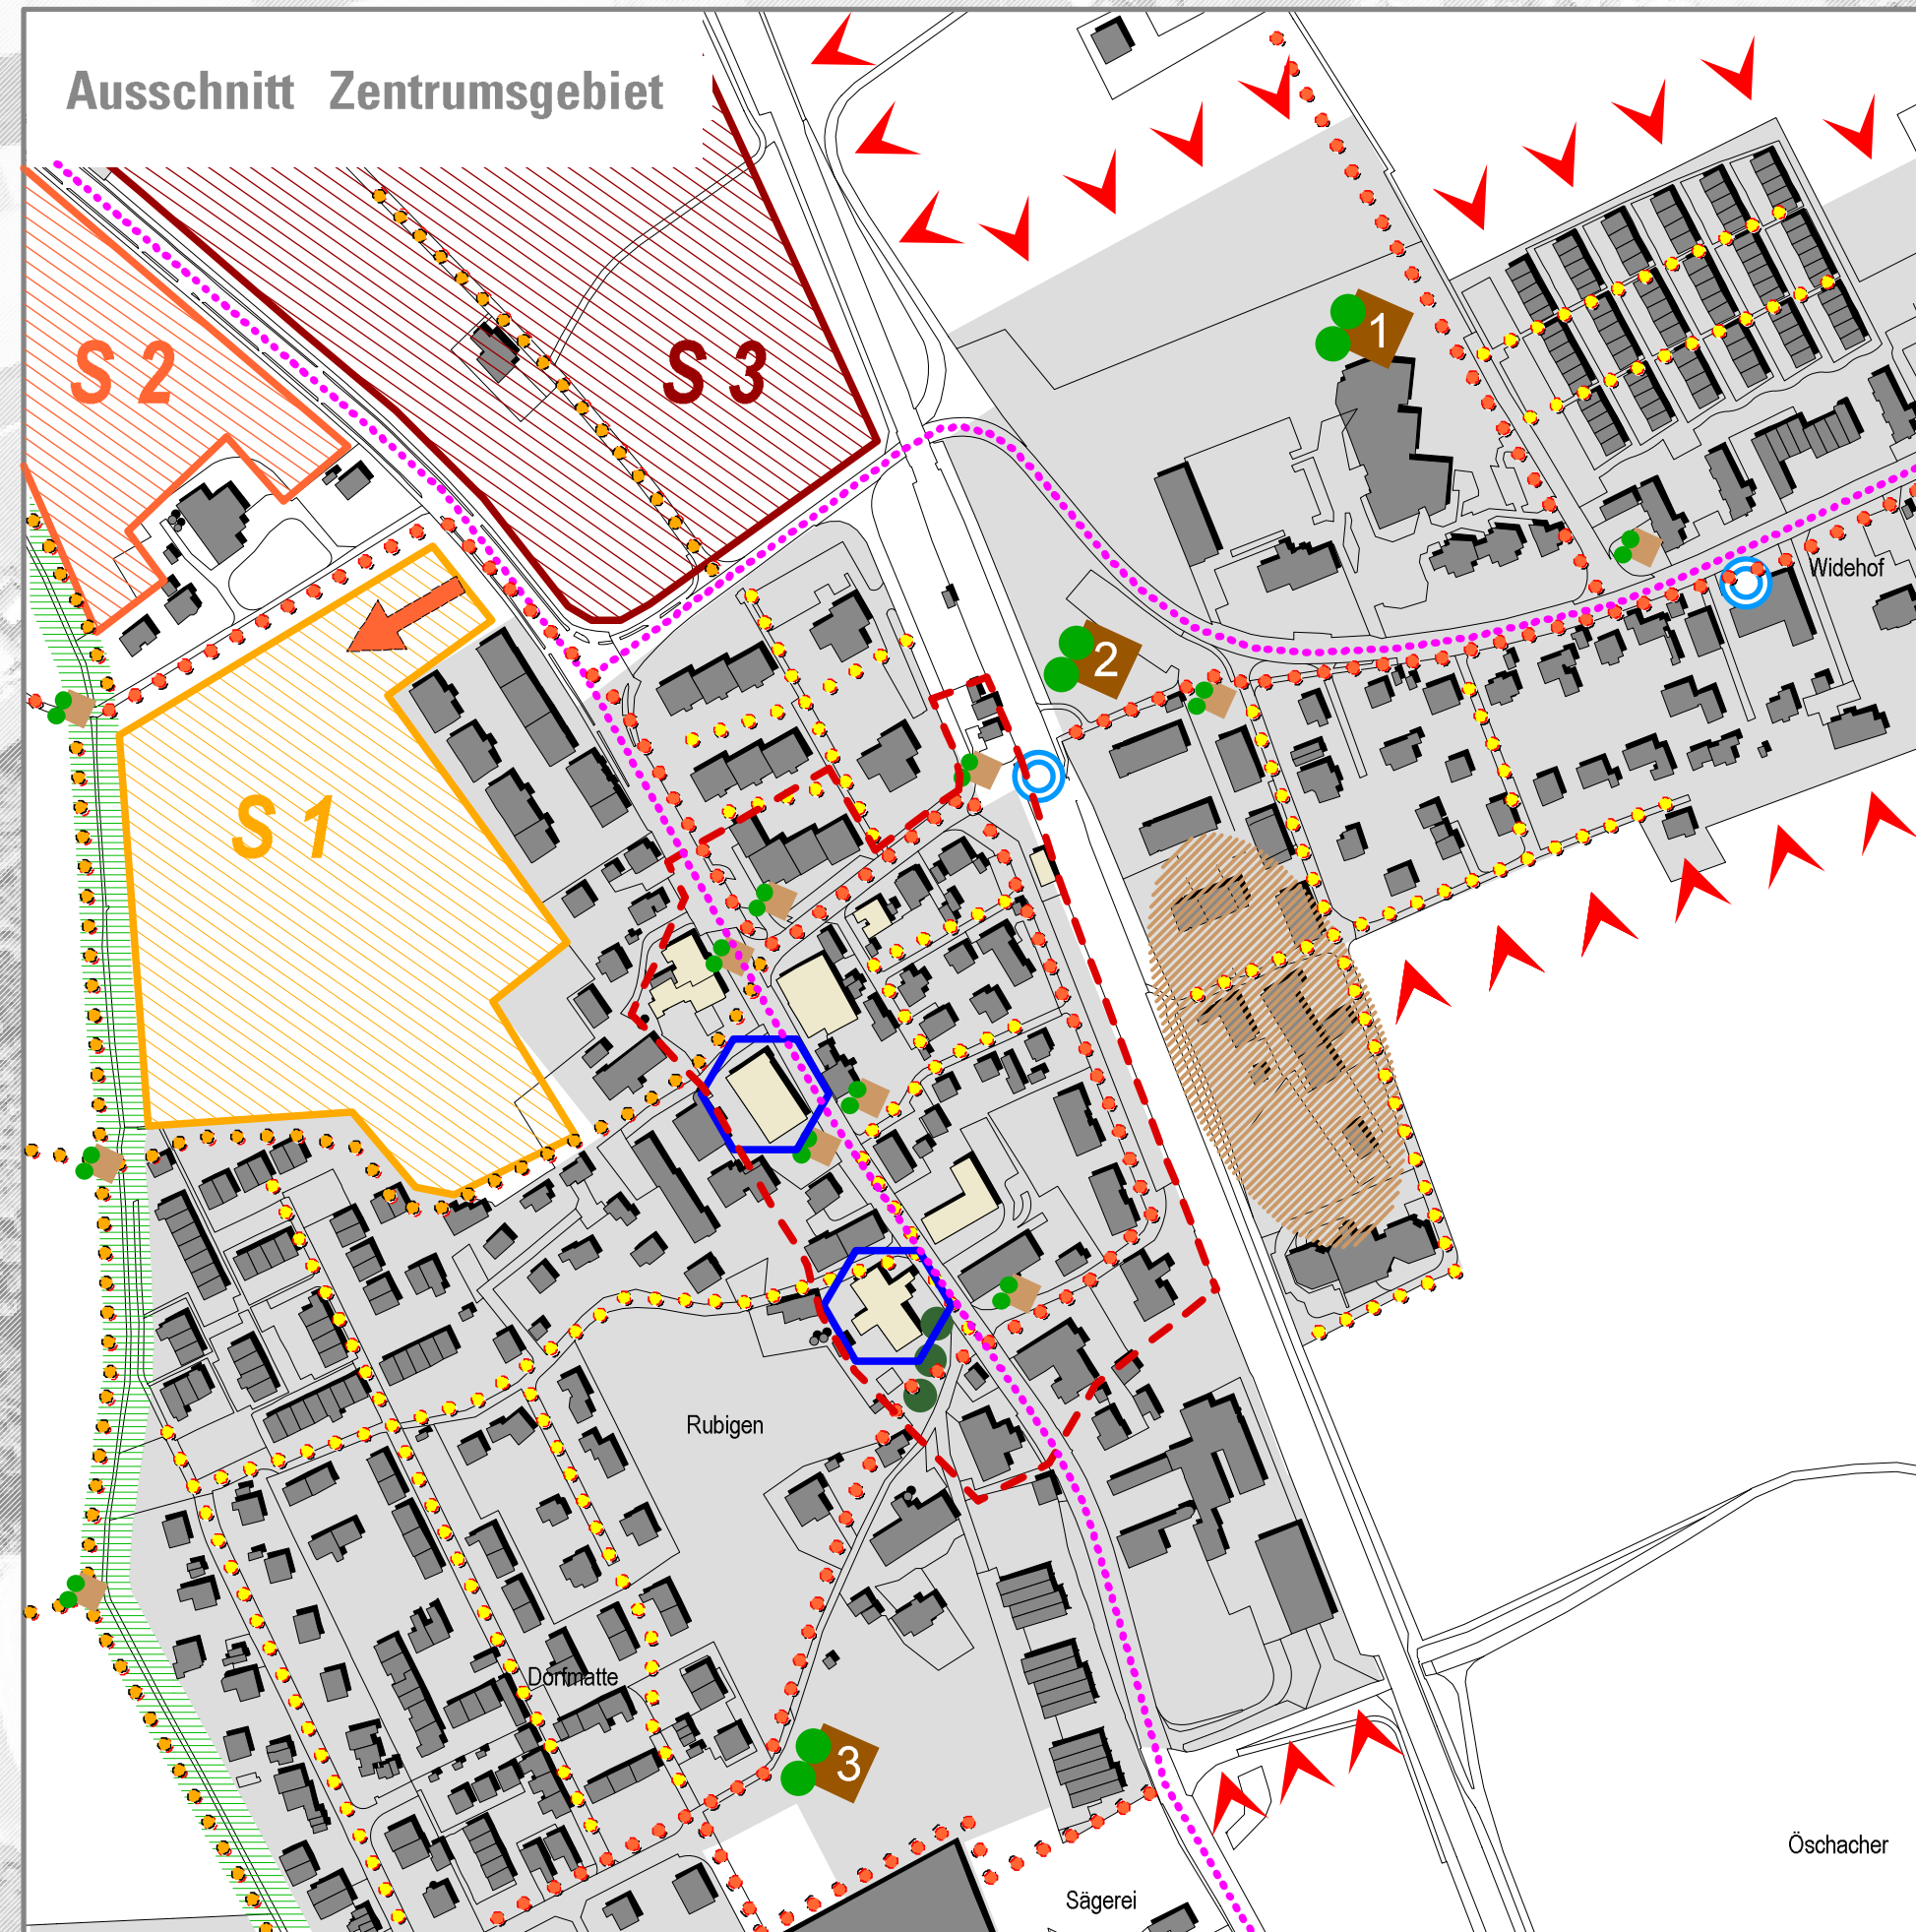 Ausschnitt Zentrumsgebiet
S 2
S 3
1
Widehof
2
S 1
Rubigen
Dorfmatte
3
Öschacher
Sägerei